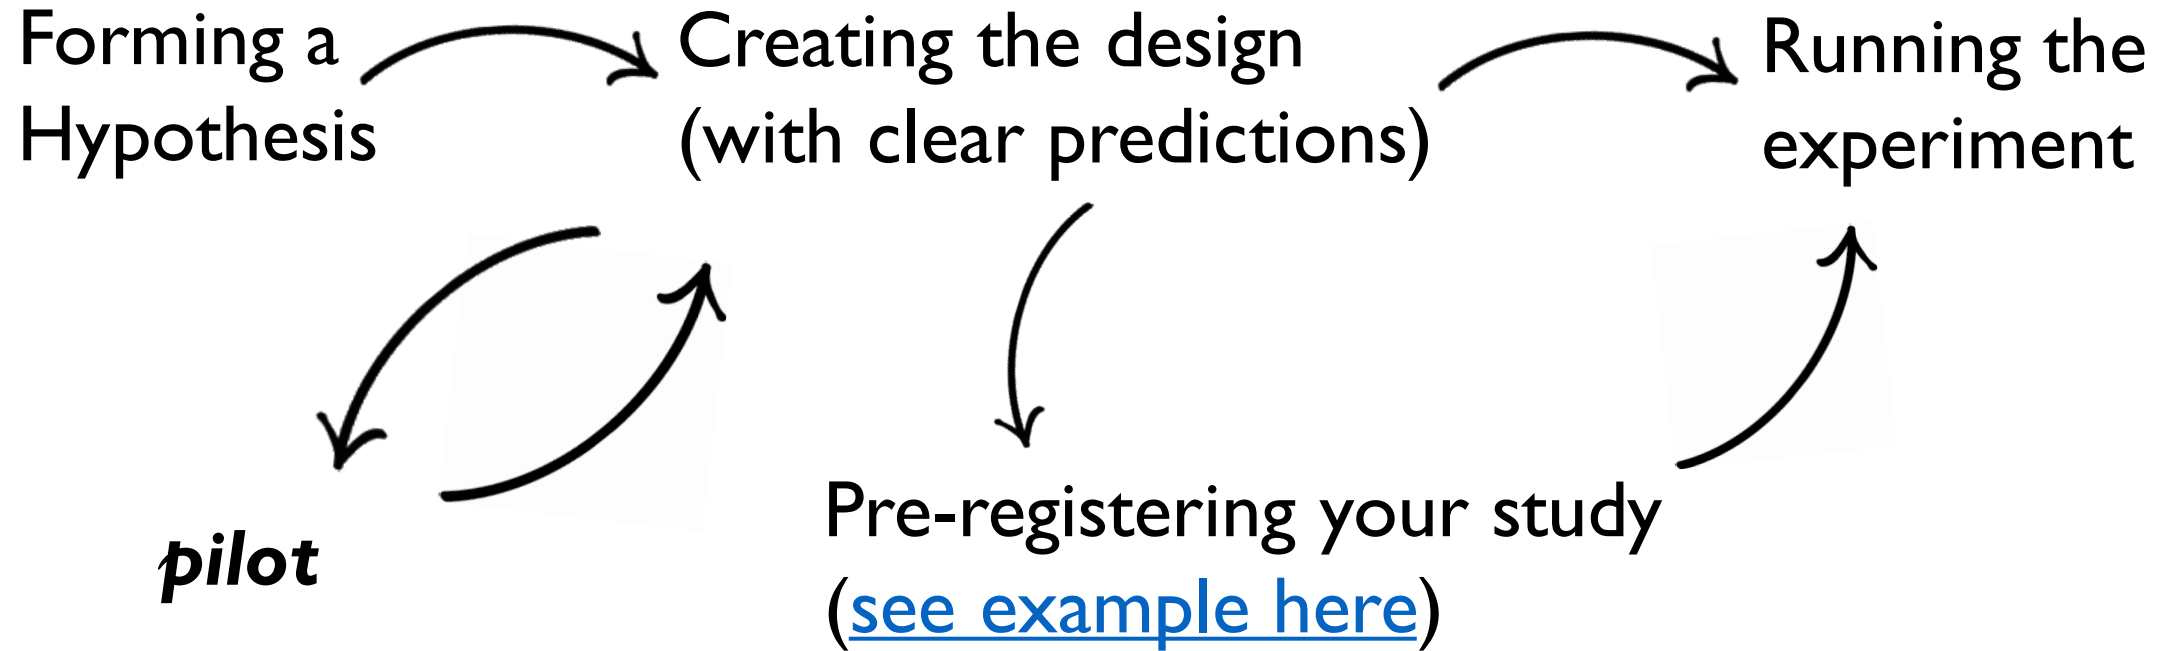 Forming a
Hypothesis
Creating the design
(with clear predictions)
Running the
experiment
pilot
Pre-registering your study
(see example here)